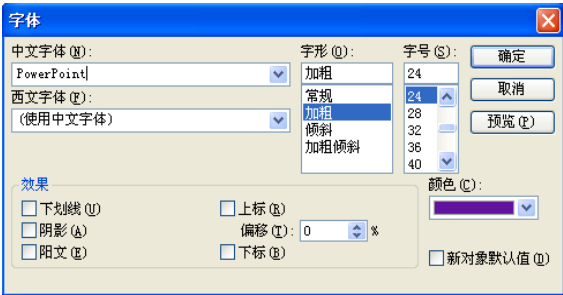 字体
中文字体(N):
PowerPoint
西文字体(F):
(使用中文字体)
字形(O):
加粗
常规
加粗
倾斜
加粗倾斜
字号(S):
24
24
28
32
36
40
确定
取消
预览(P)
效果
下划线(U)
阴影(A)
阳文(E)
上标(R)
偏移(T): 0 %
下标(B)
颜色(C):
新对象默认值(D)